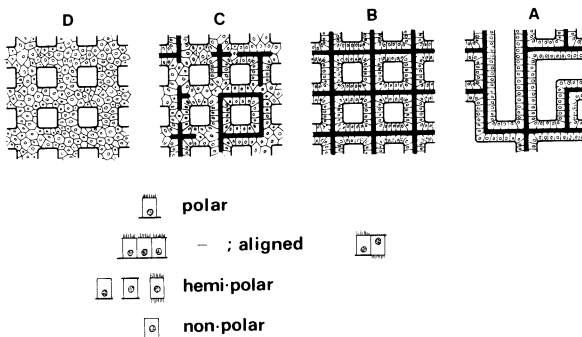 D C B A
polar
– ; aligned
hemi-polar
non-polar